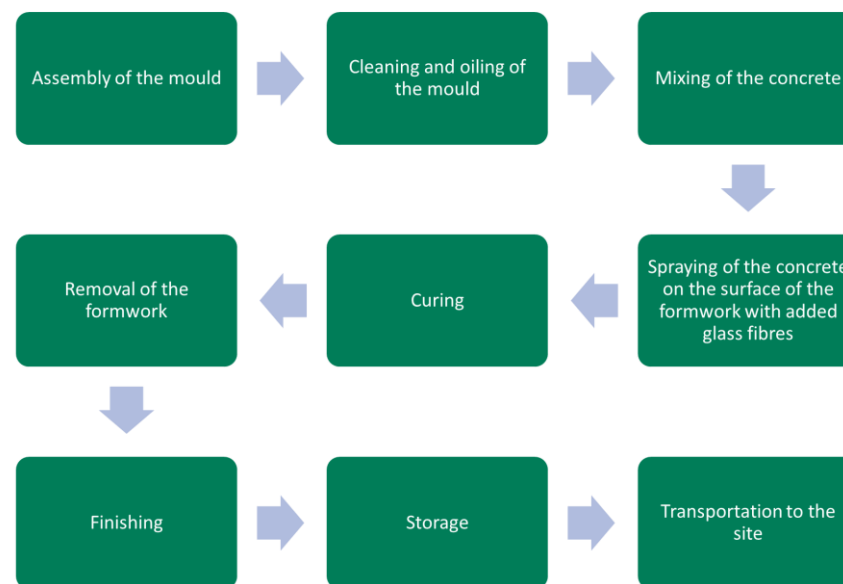 Assembly of the mould
Cleaning and oiling of
the mould
Mixing of the concrete
Spraying of the concrete
on the surface of the
formwork with added
glass fibres
Curing
Removal of the
formwork
Finishing
Storage
Transportation to the
site